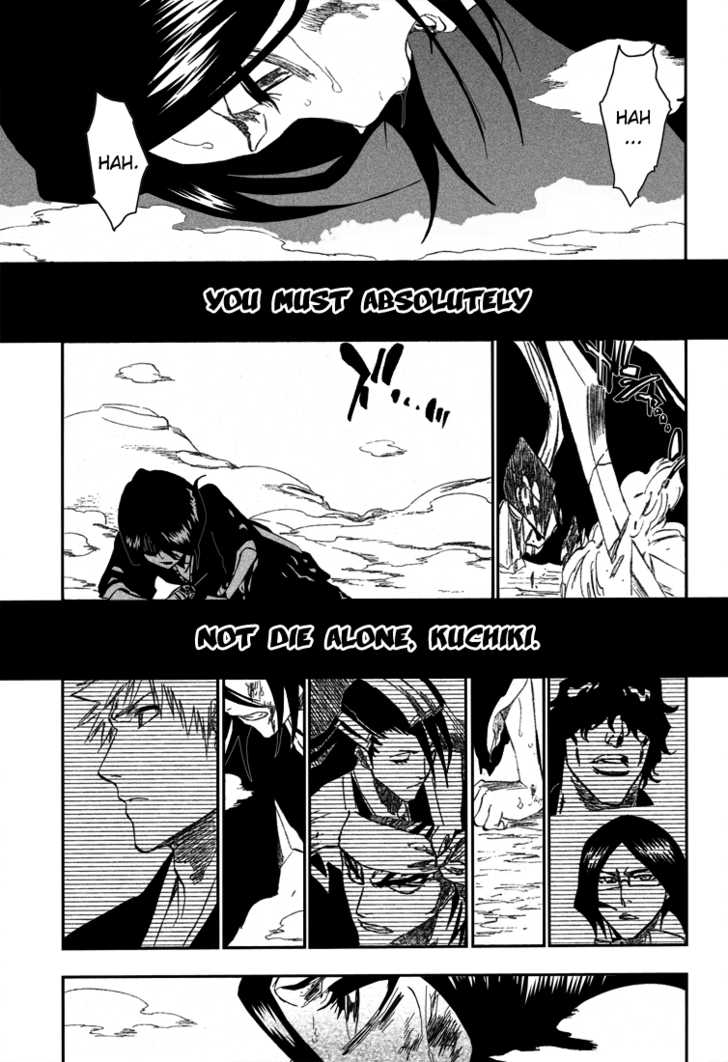 HAH
...
HAH.
YOU MUST ABSOLUTELY
NOT DIE ALONE, KUCHIKI.